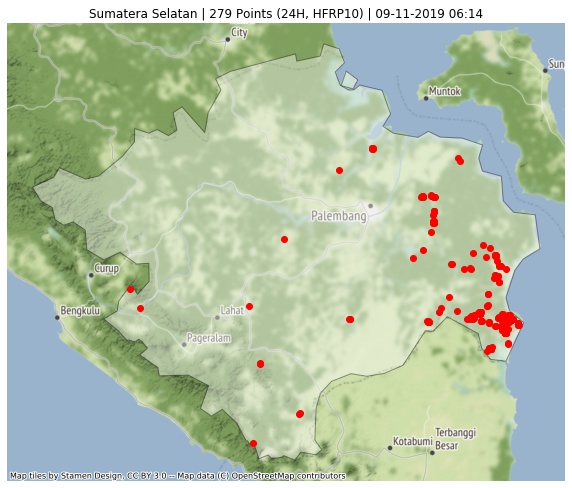 Sumatera Selatan | 279 Points (24H, HFRP10) | 09-11-2019 06:14
City
Sun
Muntok
Palembang
Curup
Bengkulu
Lahat
Pageralam
Kotabumi
Terbanggi
Besar
Map tiles by Stamen Design, CC BY 3.0 -- Map data (C) OpenStreetMap contributors